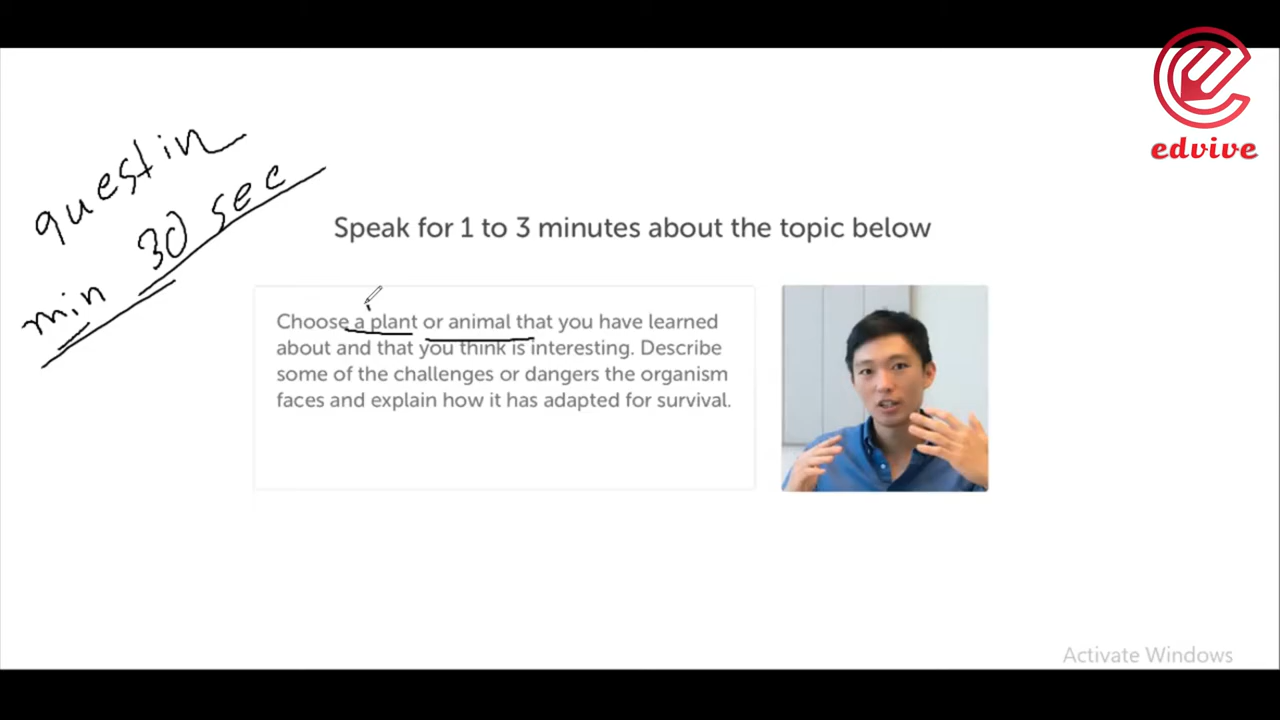 edvive
questin
min 30 sec
Speak for 1 to 3 minutes about the topic below
Choose a plant or animal that you have learned
about and that you think is interesting. Describe
some of the challenges or dangers the organism
faces and explain how it has adapted for survival.
Activate Windows